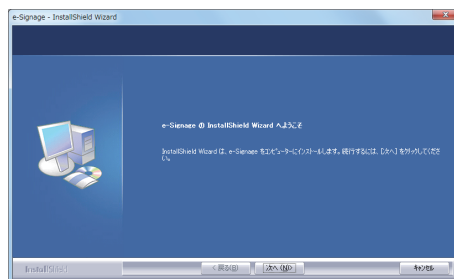 e-Signage - InstallShield Wizard
e-Signage の InstallShield Wizard へようこそ
InstallShield Wizard は、e-Signage をコンピューターにインストールします。続行するには、[次へ] をクリックしてくださ
い。
InstallShield
< 戻る(B) 次へ (N)> キャンセル